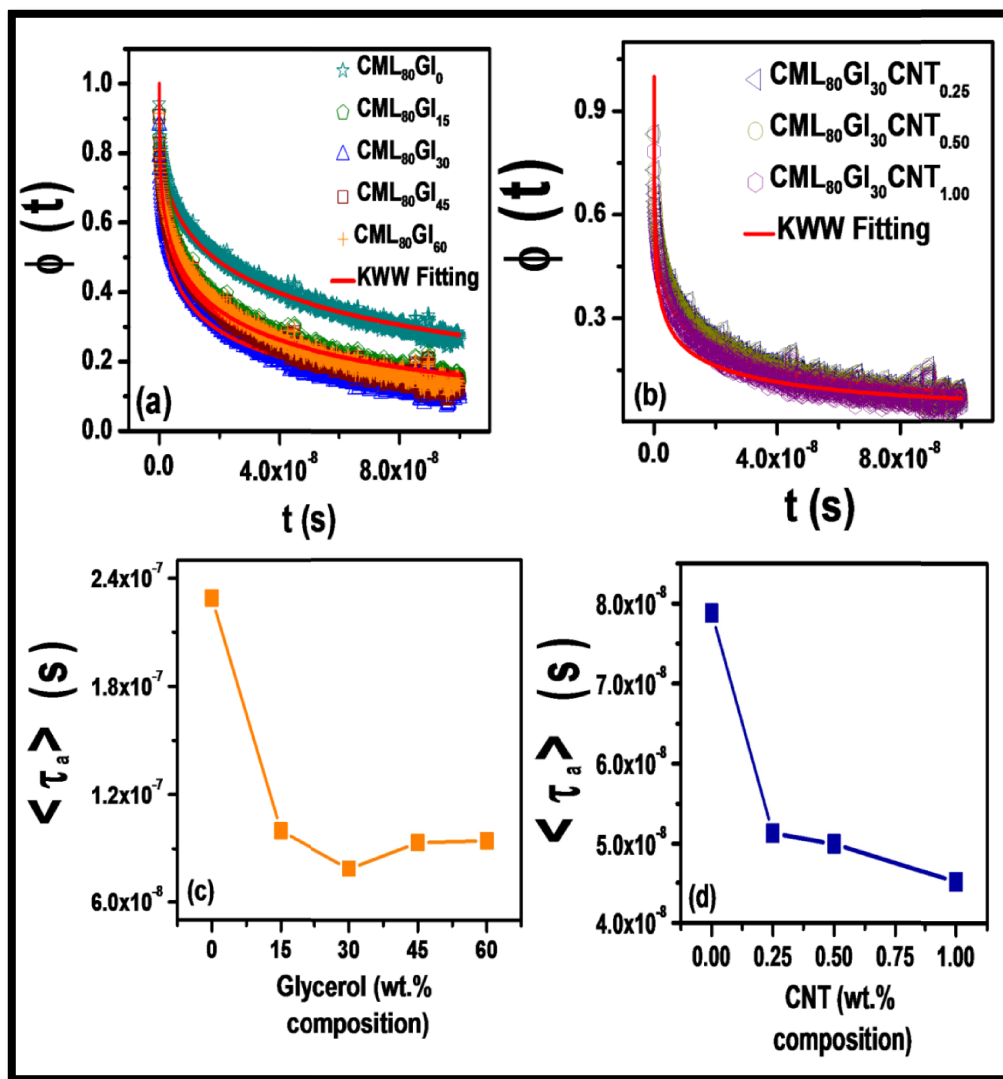 1.0
0.8
0.6
0.4
0.2
0.0
ϕ (t)
CML₈₀Gl₀
CML₈₀Gl₁₅
CML₈₀Gl₃₀
CML₈₀Gl₄₅
CML₈₀Gl₆₀
KWW Fitting
(a)
0.0 4.0x10⁻⁸ 8.0x10⁻⁸
t (s)
0.9
0.6
0.3
ϕ (t)
CML₈₀Gl₃₀CNT₀.₂₅
CML₈₀Gl₃₀CNT₀.₅₀
CML₈₀Gl₃₀CNT₁.₀₀
KWW Fitting
(b)
0.0 4.0x10⁻⁸ 8.0x10⁻⁸
t (s)
2.4x10⁻⁷
1.8x10⁻⁷
1.2x10⁻⁷
6.0x10⁻⁸
< τₐ > (s)
(c)
0 15 30 45 60
Glycerol (wt.%
composition)
8.0x10⁻⁸
7.0x10⁻⁸
6.0x10⁻⁸
5.0x10⁻⁸
4.0x10⁻⁸
< τₐ > (s)
(d)
0.00 0.25 0.50 0.75 1.00
CNT (wt.%
composition)